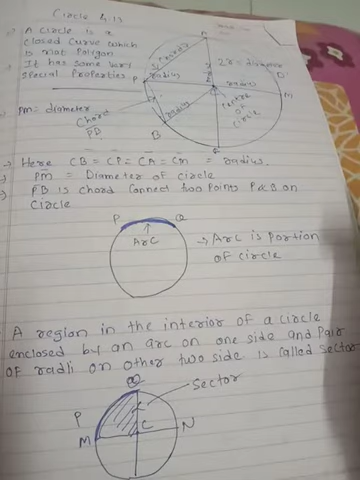 Circle 4.13
A circle is a
closed curve which
is not Polygon
It has some very
Special Properties.
A
2r = diameter
D
P
radius
radius
M
centre
of
circle
PM = diameter
Chord
PB
radius
B
Here CB = CP = CA = CM = radius.
PM = Diameter of circle
PB is chord connect two points P & B on
circle
P Q
Arc
→ Arc is portion
of circle
A region in the interior of a circle
enclosed by an arc on one side and Pair
OF radii on other two side is called sector
Q
Sector
P
M C N